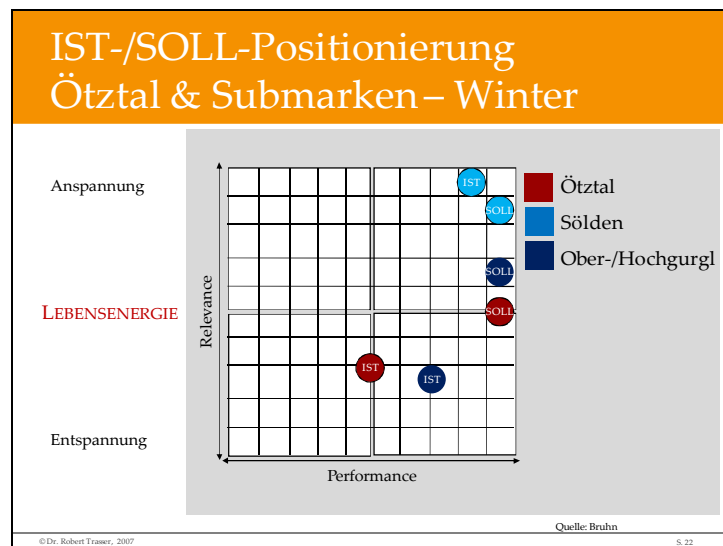 IST-/SOLL-Positionierung
Ötztal & Submarken – Winter
Anspannung
LEBENSENERGIE
Entspannung
Relevance
IST
SOLL
SOLL
SOLL
IST
IST
Performance
Ötztal
Sölden
Ober-/Hochgurgl
Quelle: Bruhn
© Dr. Robert Trasser, 2007
S. 22